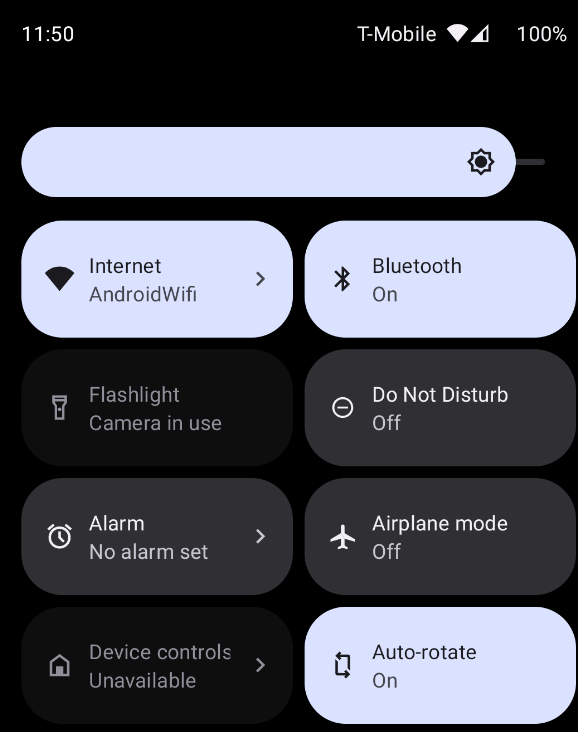 11:50 T-Mobile 100%
Internet
AndroidWifi
Bluetooth
On
Flashlight
Camera in use
Do Not Disturb
Off
Alarm
No alarm set
Airplane mode
Off
Device controls
Unavailable
Auto-rotate
On